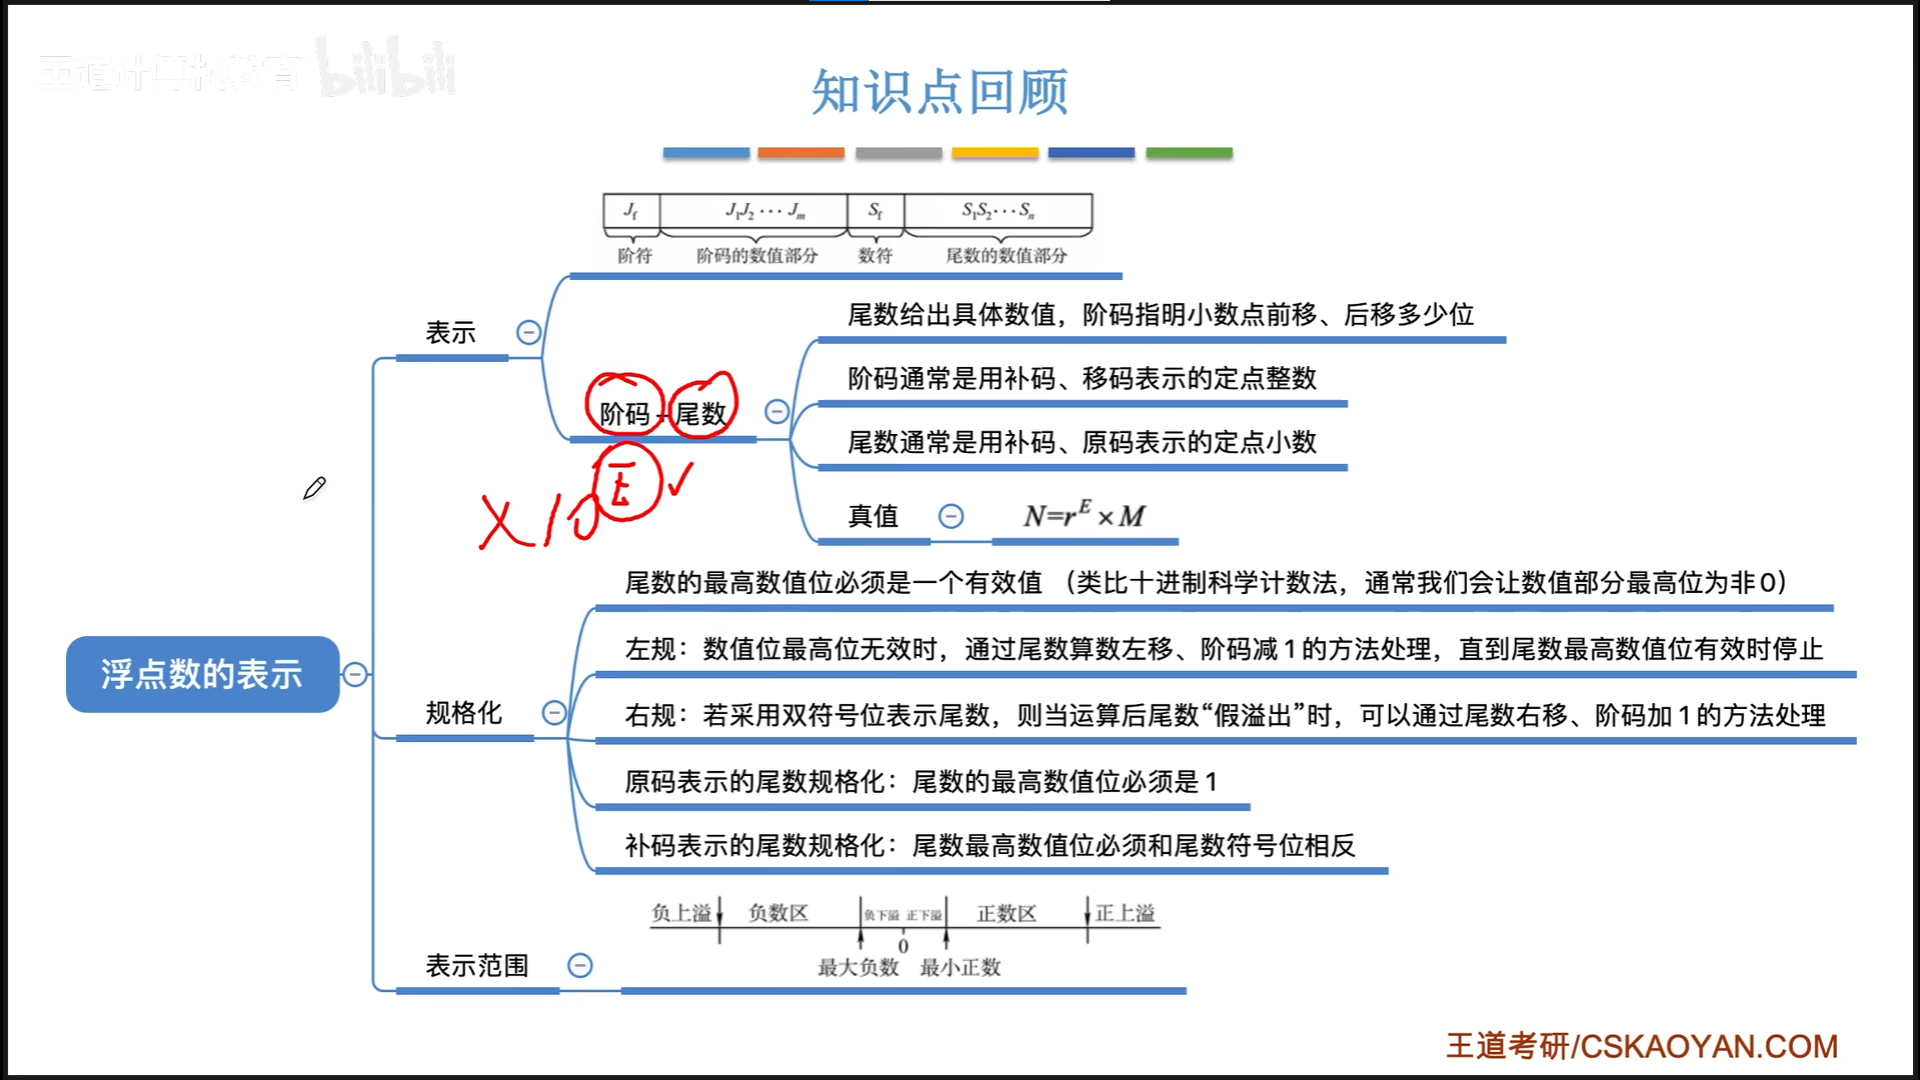 王道计算机教育 bilibili
知识点回顾
Jf J1J2 ··· Jm Sf S1S2···Sn
阶符 阶码的数值部分 数符 尾数的数值部分
表示
尾数给出具体数值，阶码指明小数点前移、后移多少位
阶码通常是用补码、移码表示的定点整数
阶码-尾数
尾数通常是用补码、原码表示的定点小数
X10^E ✓
真值 N=r^E×M
尾数的最高数值位必须是一个有效值 （类比十进制科学计数法，通常我们会让数值部分最高位为非0）
左规：数值位最高位无效时，通过尾数算数左移、阶码减1的方法处理，直到尾数最高数值位有效时停止
浮点数的表示
规格化
右规：若采用双符号位表示尾数，则当运算后尾数“假溢出”时，可以通过尾数右移、阶码加1的方法处理
原码表示的尾数规格化：尾数的最高数值位必须是1
补码表示的尾数规格化：尾数最高数值位必须和尾数符号位相反
负上溢 负数区 负下溢 正下溢 正数区 正上溢
0
表示范围
最大负数 最小正数
王道考研/CSKAOYAN.COM